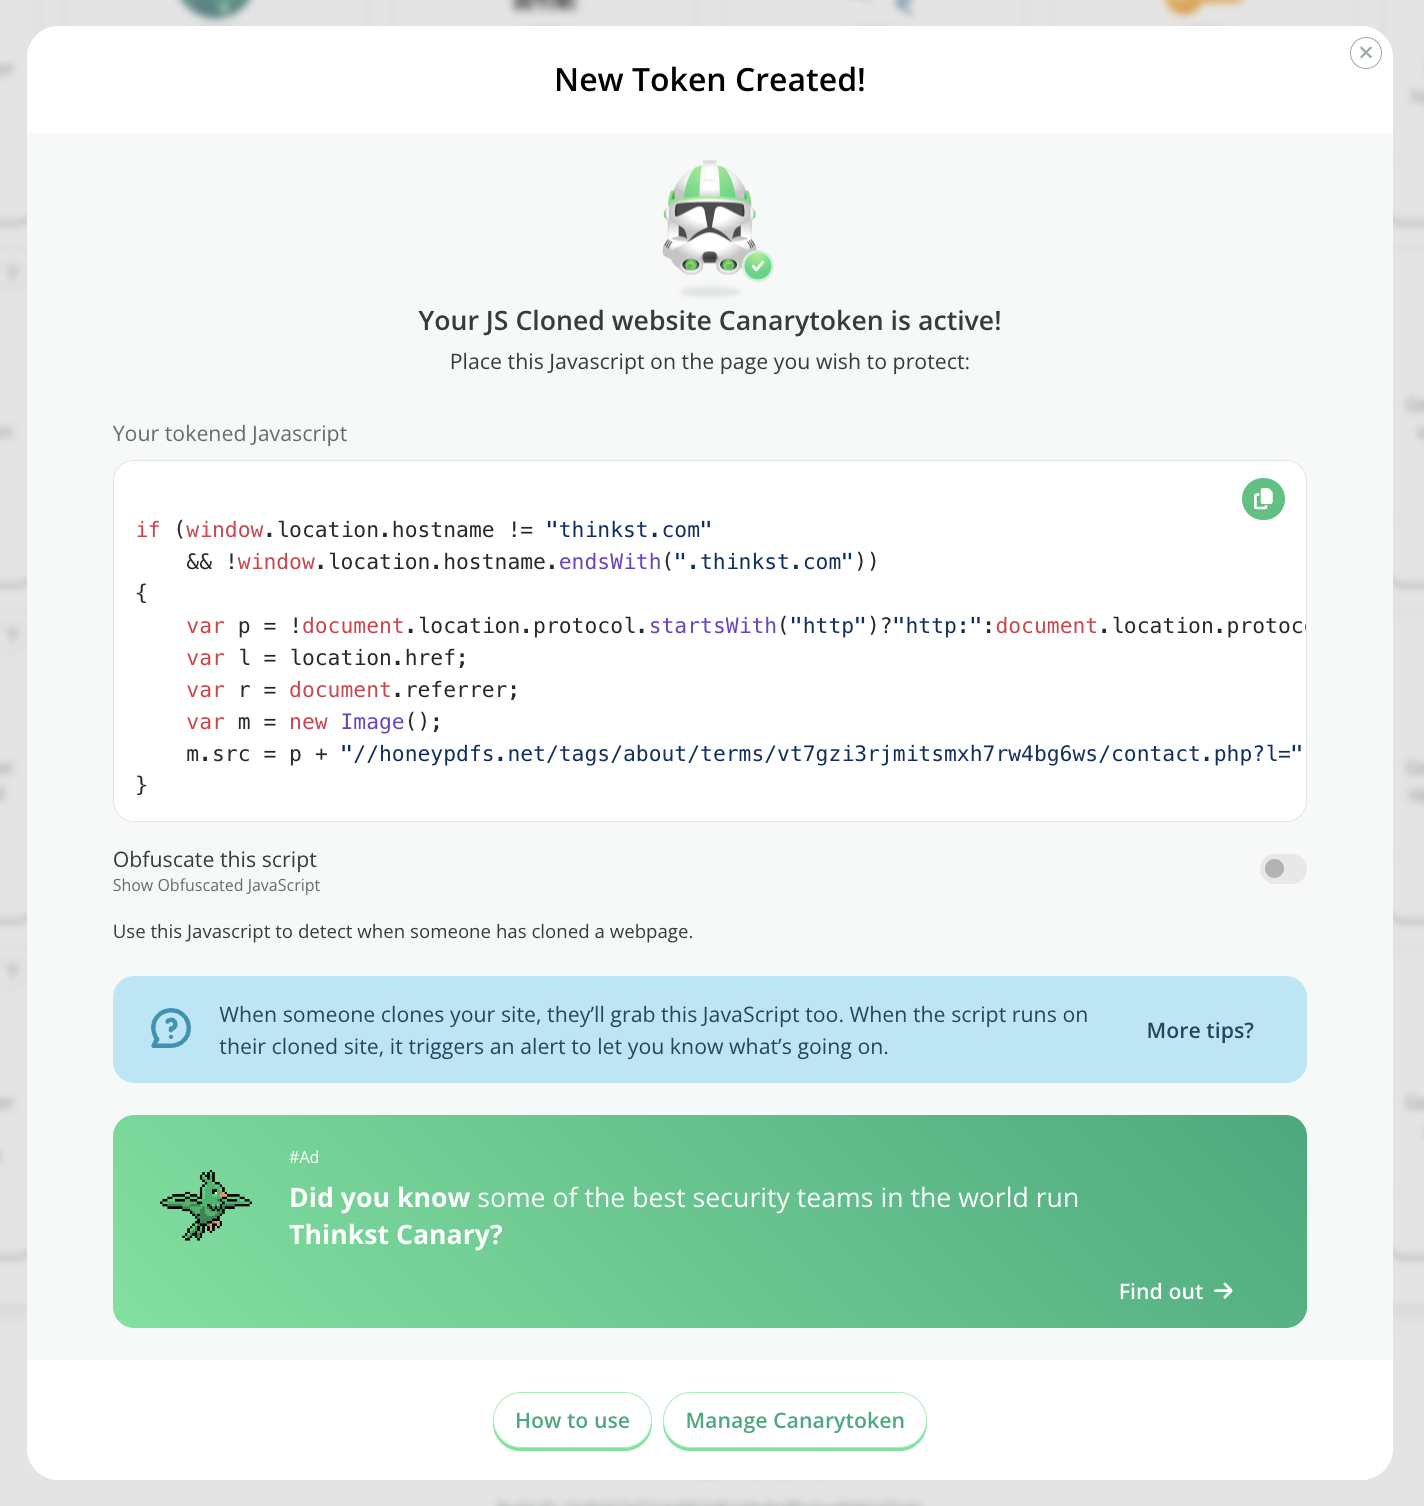 New Token Created!
Your JS Cloned website Canarytoken is active!
Place this Javascript on the page you wish to protect:
Your tokened Javascript
if (window.location.hostname != "thinkst.com"
    && !window.location.hostname.endsWith(".thinkst.com"))
{
    var p = !document.location.protocol.startsWith("http")?"http:":document.location.protoc
    var l = location.href;
    var r = document.referrer;
    var m = new Image();
    m.src = p + "//honeypdfs.net/tags/about/terms/vt7gzi3rjmitsmxh7rw4bg6ws/contact.php?l="
}
Obfuscate this script
Show Obfuscated JavaScript
Use this Javascript to detect when someone has cloned a webpage.
When someone clones your site, they’ll grab this JavaScript too. When the script runs on
their cloned site, it triggers an alert to let you know what’s going on.
More tips?
#Ad
Did you know some of the best security teams in the world run
Thinkst Canary?
Find out →
How to use
Manage Canarytoken